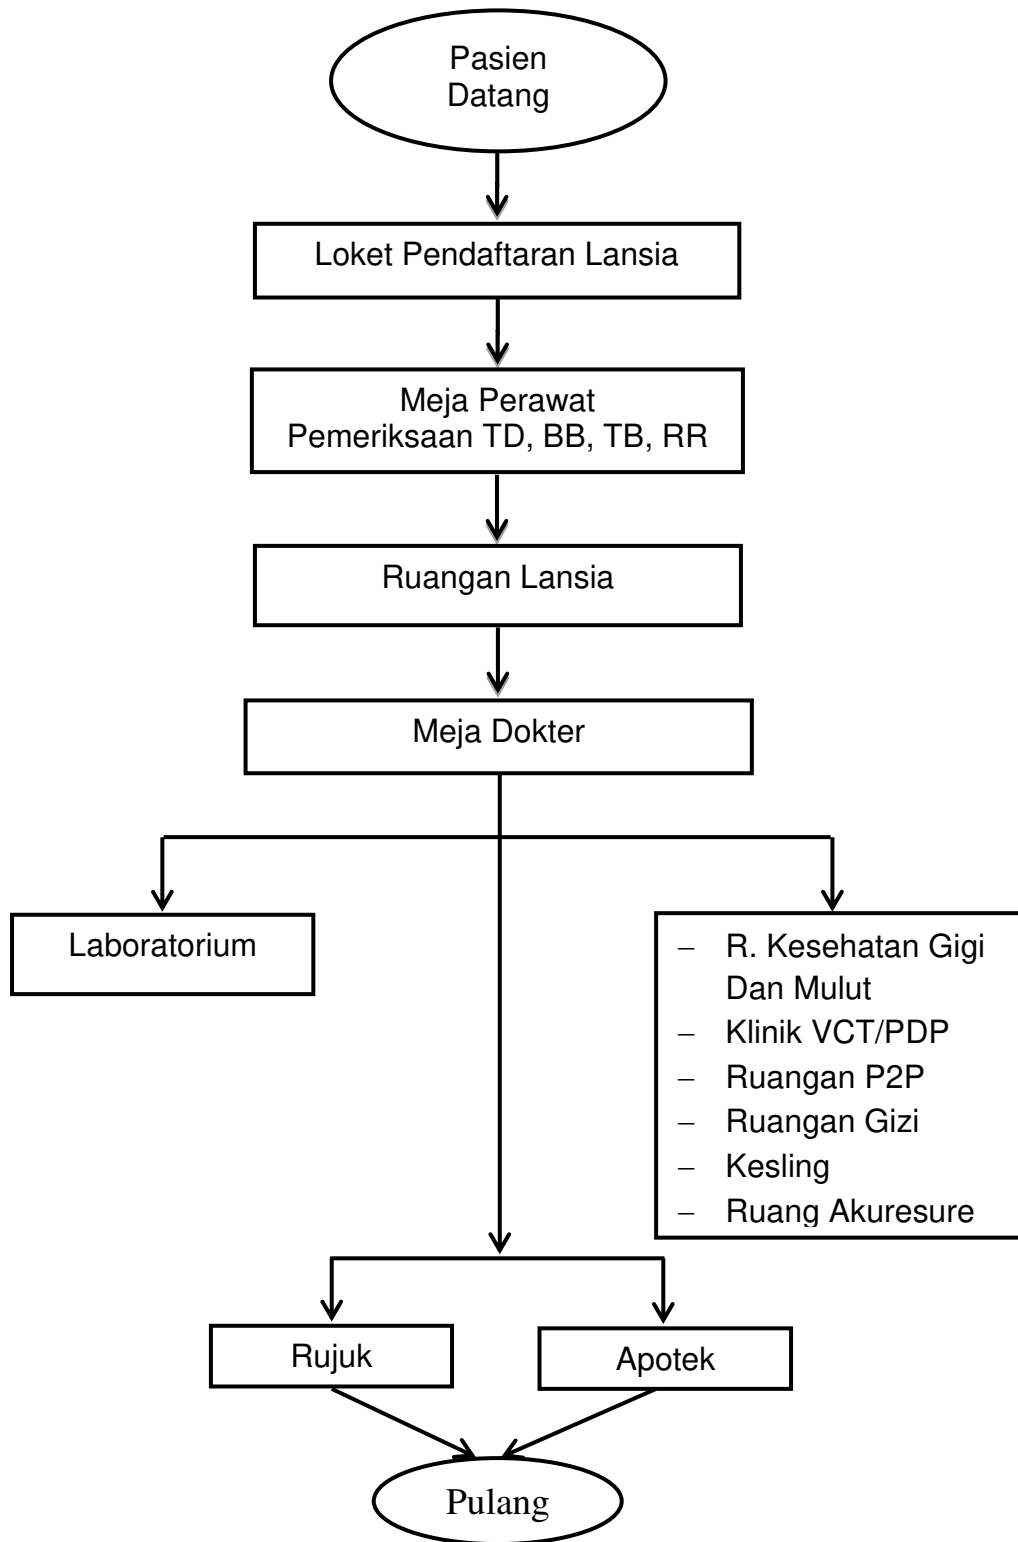 Pasien
Datang
Loket Pendaftaran Lansia
Meja Perawat
Pemeriksaan TD, BB, TB, RR
Ruangan Lansia
Meja Dokter
Laboratorium
– R. Kesehatan Gigi
Dan Mulut
– Klinik VCT/PDP
– Ruangan P2P
– Ruangan Gizi
– Kesling
– Ruang Akuresure
Rujuk
Apotek
Pulang